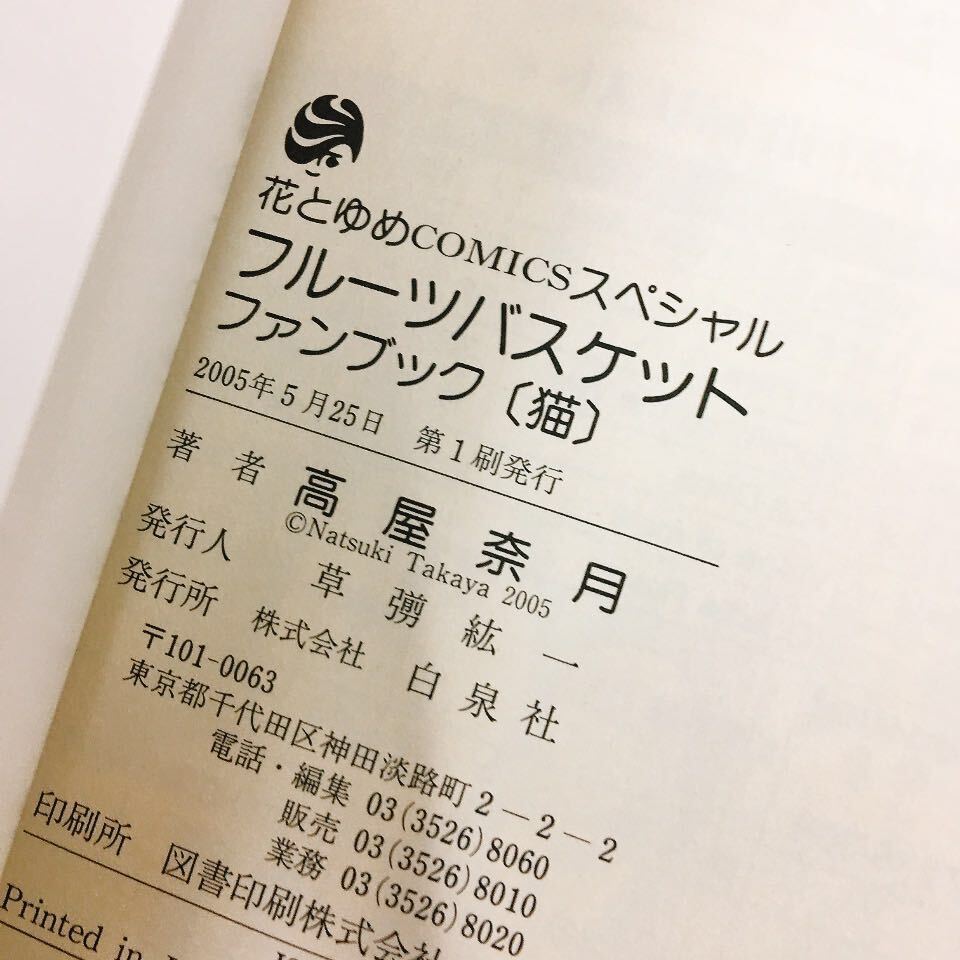 花とゆめCOMICSスペシャル
フルーツバスケット
ファンブック〔猫〕
2005年5月25日 第1刷発行
著者 高屋奈月
©Natsuki Takaya 2005
発行人 草彅紘一
発行所 株式会社 白泉社
〒101-0063
東京都千代田区神田淡路町2―2―2
電話・編集 03(3526)8060
販売 03(3526)8010
業務 03(3526)8020
印刷所 図書印刷株式会社
Printed in